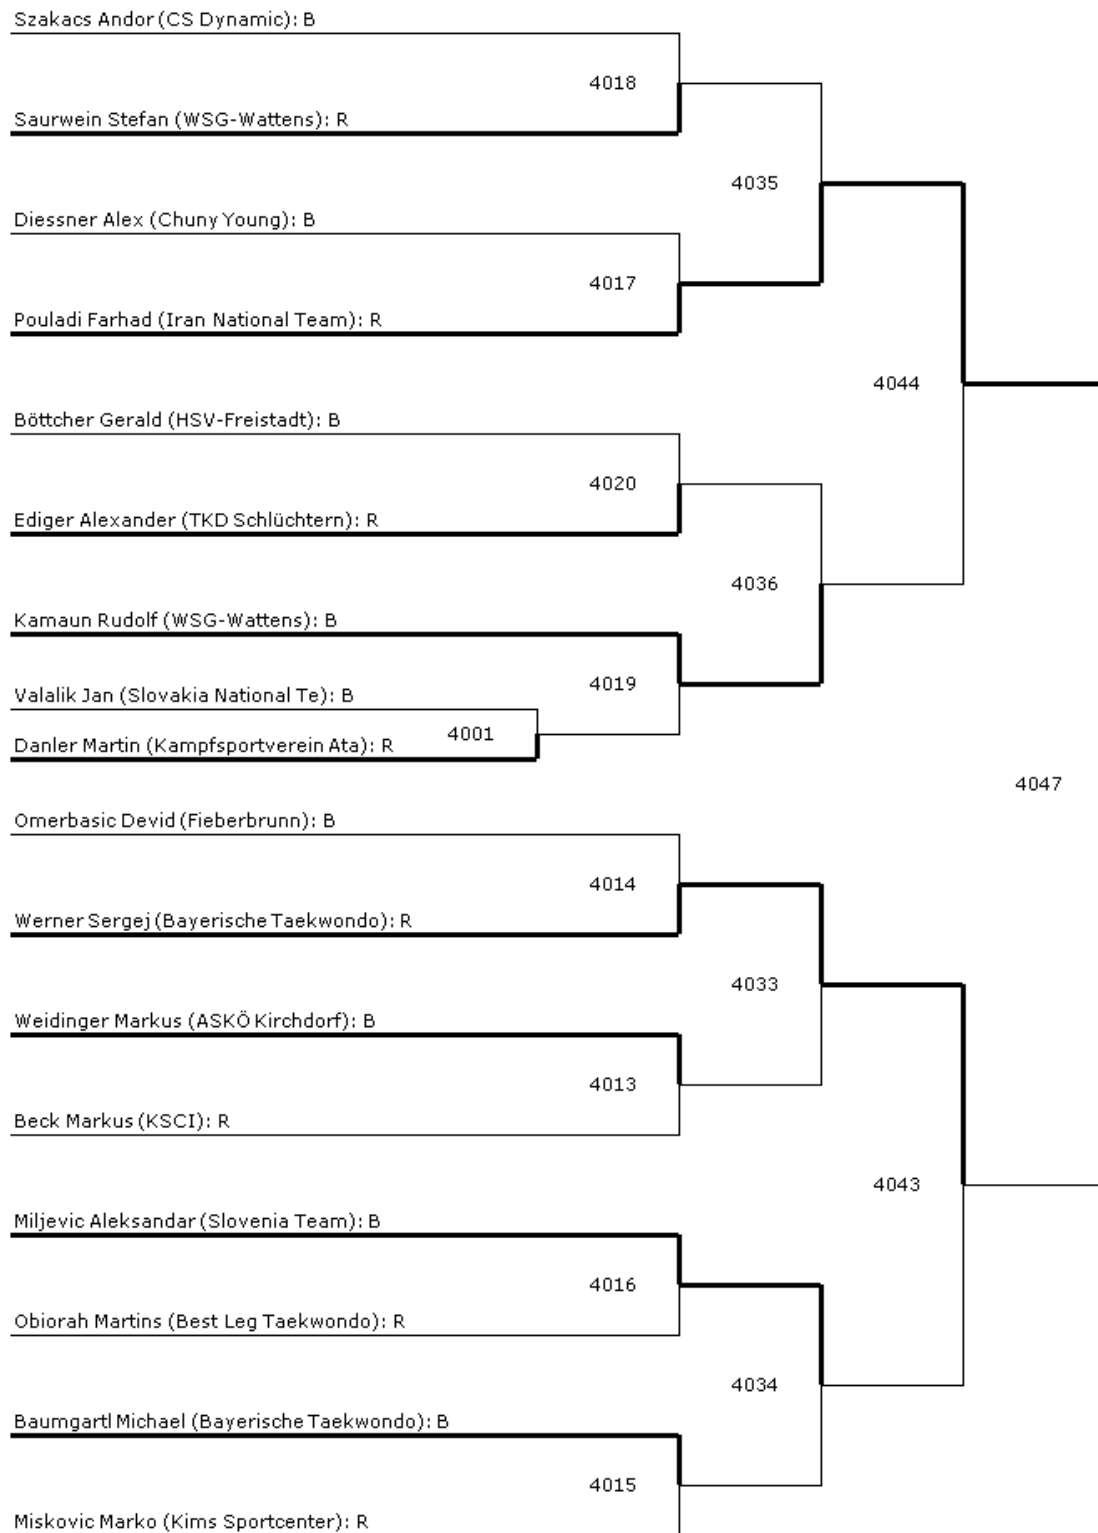 Szakacs Andor (CS Dynamic): B
4018
Saurwein Stefan (WSG-Wattens): R
4035
Diessner Alex (Chuny Young): B
4017
Pouladi Farhad (Iran National Team): R
4044
Böttcher Gerald (HSV-Freistadt): B
4020
Ediger Alexander (TKD Schlüchtern): R
4036
Kamaun Rudolf (WSG-Wattens): B
4019
Valalik Jan (Slovakia National Te): B
4001
Danler Martin (Kampfsportverein Ata): R
4047
Omerbasic Devid (Fieberbrunn): B
4014
Werner Sergej (Bayerische Taekwondo): R
4033
Weidinger Markus (ASKÖ Kirchdorf): B
4013
Beck Markus (KSCI): R
4043
Miljevic Aleksandar (Slovenia Team): B
4016
Obiorah Martins (Best Leg Taekwondo): R
4034
Baumgartl Michael (Bayerische Taekwondo): B
4015
Miskovic Marko (Kims Sportcenter): R